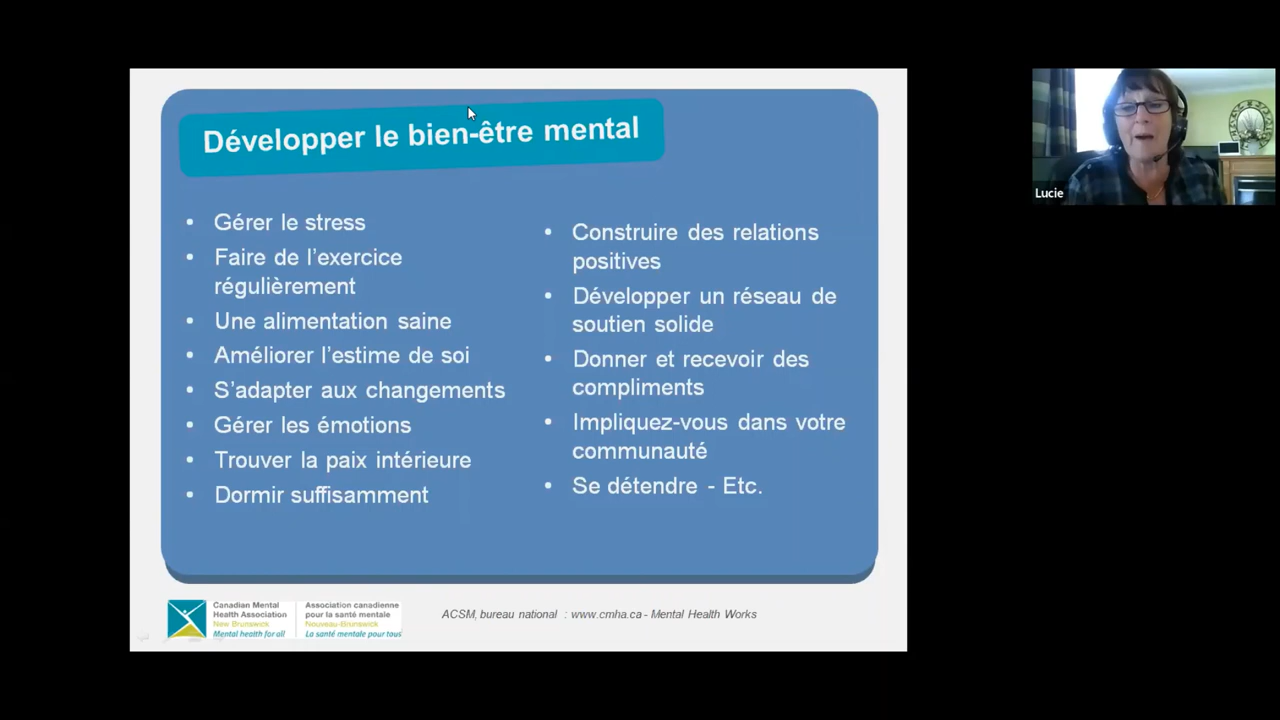 Développer le bien-être mental
• Gérer le stress
• Faire de l’exercice
régulièrement
• Une alimentation saine
• Améliorer l’estime de soi
• S’adapter aux changements
• Gérer les émotions
• Trouver la paix intérieure
• Dormir suffisamment
• Construire des relations
positives
• Développer un réseau de
soutien solide
• Donner et recevoir des
compliments
• Impliquez-vous dans votre
communauté
• Se détendre - Etc.
Canadian Mental
Health Association
New Brunswick
Mental health for all
Association canadienne
pour la santé mentale
Nouveau-Brunswick
La santé mentale pour tous
ACSM, bureau national : www.cmha.ca - Mental Health Works
Lucie